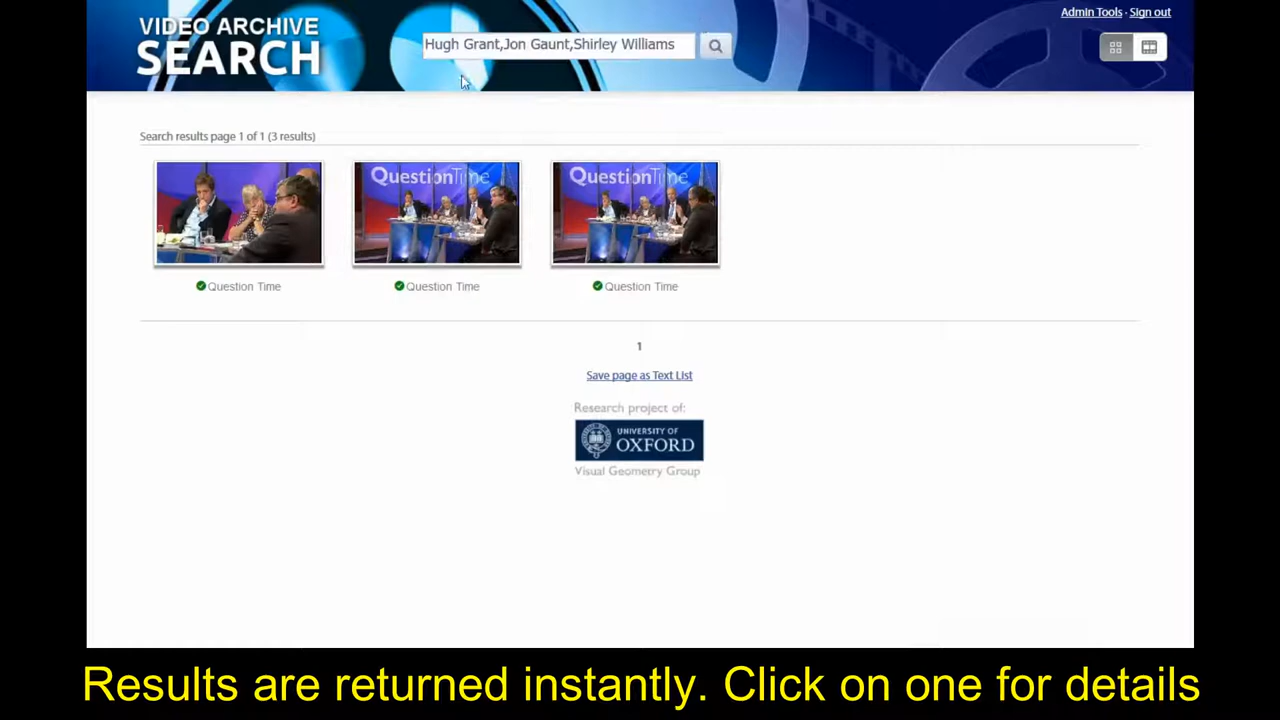 VIDEO ARCHIVE
SEARCH
Hugh Grant,Jon Gaunt,Shirley Williams
Admin Tools · Sign out
Search results page 1 of 1 (3 results)
QuestionTime
QuestionTime
Question Time
Question Time
Question Time
1
Save page as Text List
Research project of:
UNIVERSITY OF
OXFORD
Visual Geometry Group
Results are returned instantly. Click on one for details